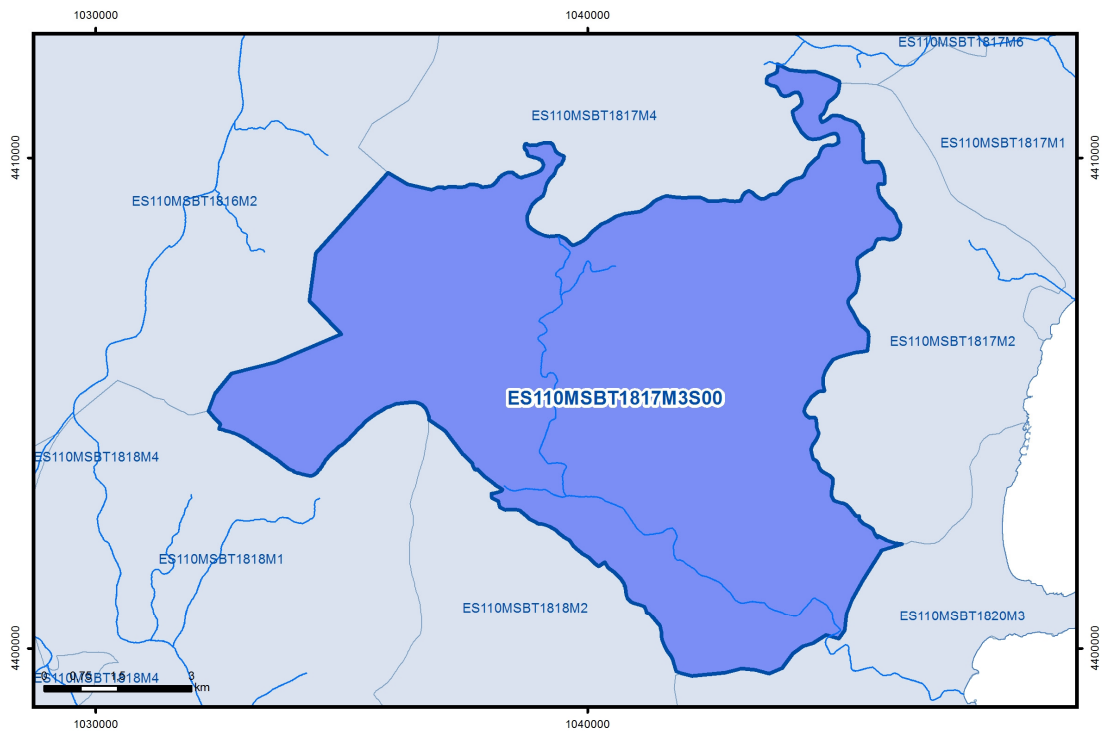 1030000
1040000
ES110MSBT1817M6
ES110MSBT1817M4
ES110MSBT1817M1
4410000
4410000
ES110MSBT1816M2
ES110MSBT1817M2
ES110MSBT1817M3S00
ES110MSBT1818M4
ES110MSBT1818M1
ES110MSBT1818M2
ES110MSBT1820M3
4400000
4400000
ES110MSBT1818M4
0 0,75 1,5 3
km
1030000
1040000